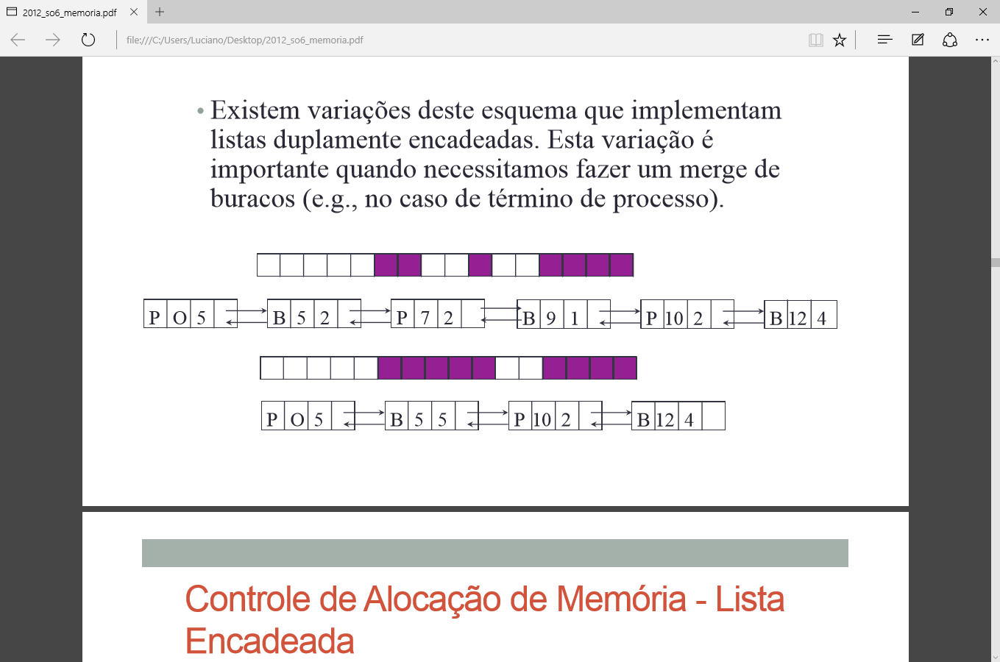 2012_so6_memoria.pdf
file:///C:/Users/Luciano/Desktop/2012_so6_memoria.pdf
• Existem variações deste esquema que implementam
listas duplamente encadeadas. Esta variação é
importante quando necessitamos fazer um merge de
buracos (e.g., no caso de término de processo).
P O 5 B 5 2 P 7 2 B 9 1 P 10 2 B 12 4
P O 5 B 5 5 P 10 2 B 12 4
Controle de Alocação de Memória - Lista
Encadeada